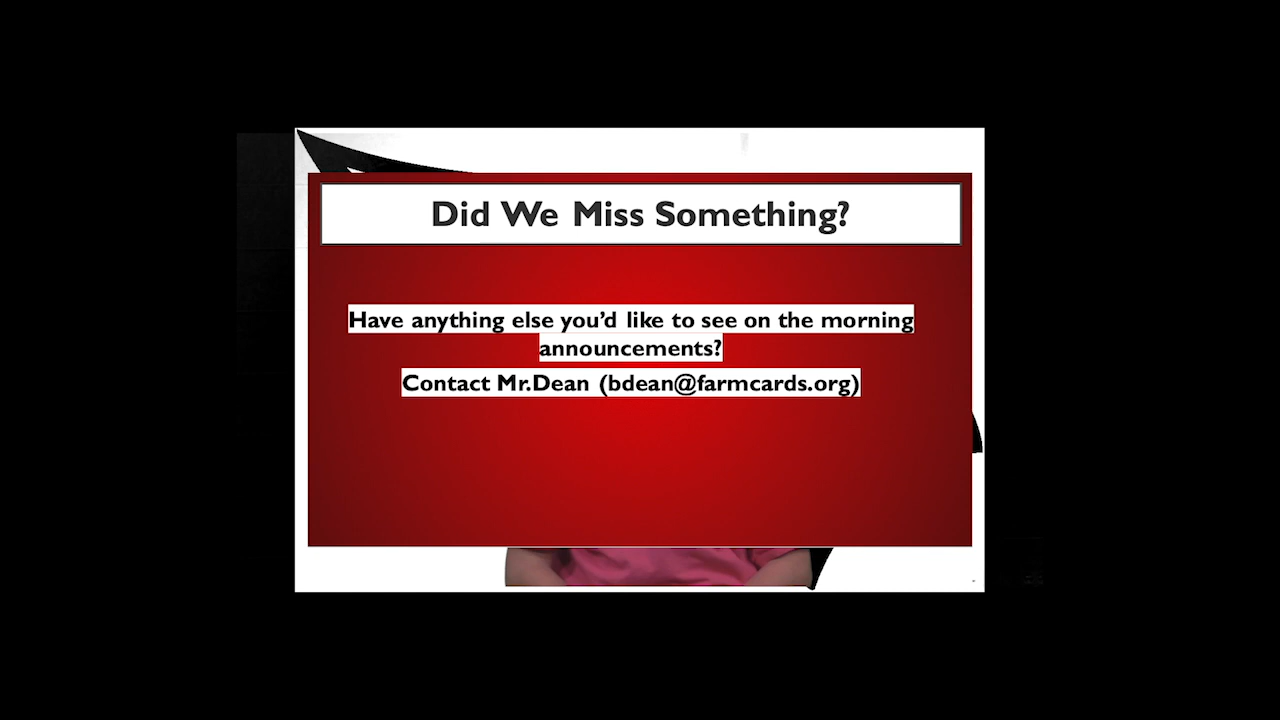 Did We Miss Something?
Have anything else you’d like to see on the morning
announcements?
Contact Mr.Dean (bdean@farmcards.org)